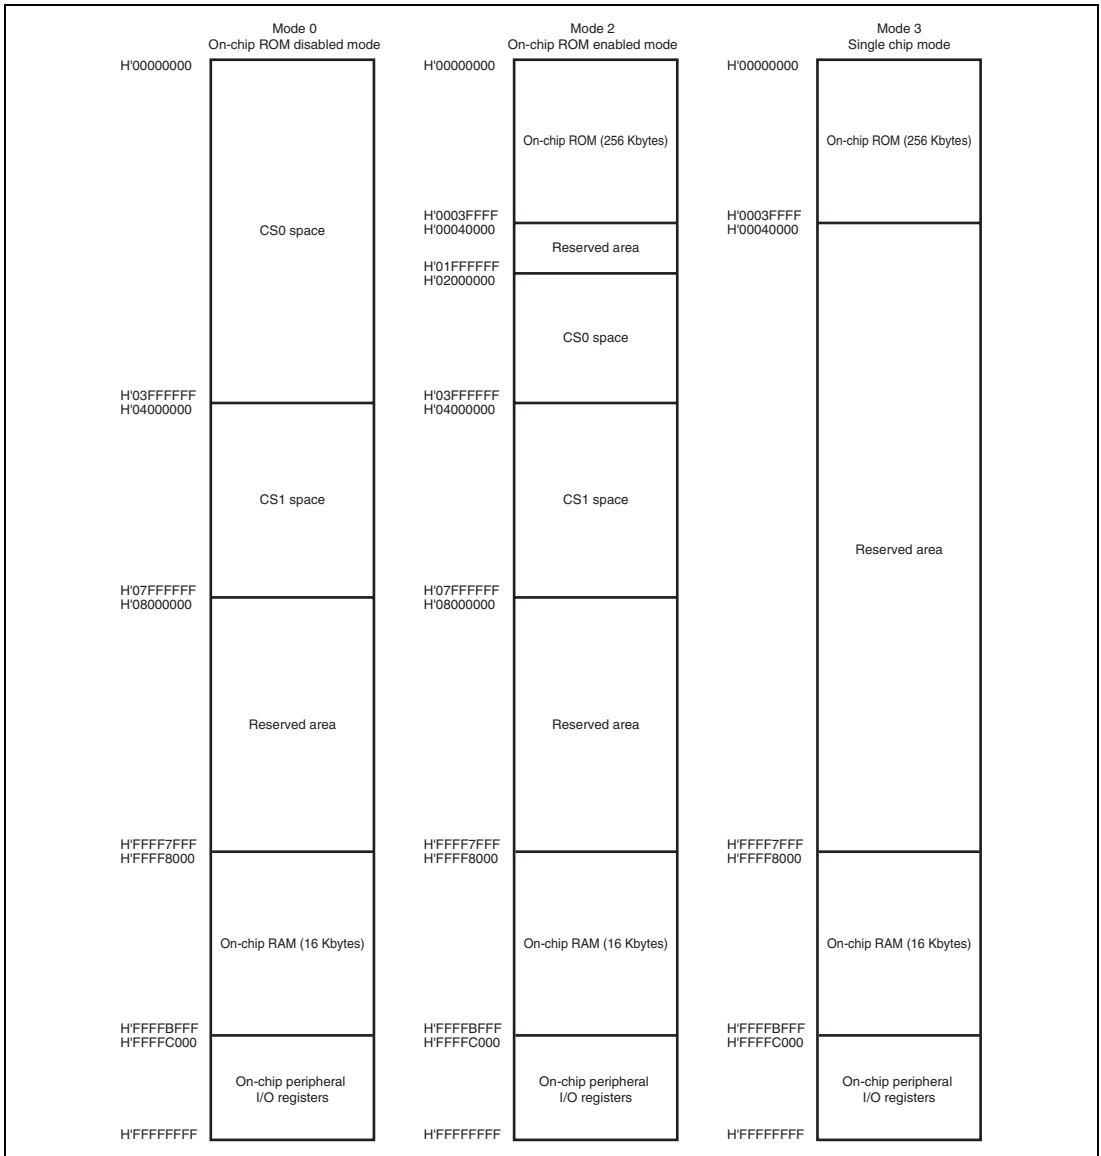 Mode 0
On-chip ROM disabled mode
H'00000000
CS0 space
H'03FFFFFF
H'04000000
CS1 space
H'07FFFFFF
H'08000000
Reserved area
H'FFFF7FFF
H'FFFF8000
On-chip RAM (16 Kbytes)
H'FFFFBFFF
H'FFFFC000
On-chip peripheral
I/O registers
H'FFFFFFFF
Mode 2
On-chip ROM enabled mode
H'00000000
On-chip ROM (256 Kbytes)
H'0003FFFF
H'00040000
Reserved area
H'01FFFFFF
H'02000000
CS0 space
H'03FFFFFF
H'04000000
CS1 space
H'07FFFFFF
H'08000000
Reserved area
H'FFFF7FFF
H'FFFF8000
On-chip RAM (16 Kbytes)
H'FFFFBFFF
H'FFFFC000
On-chip peripheral
I/O registers
H'FFFFFFFF
Mode 3
Single chip mode
H'00000000
On-chip ROM (256 Kbytes)
H'0003FFFF
H'00040000
Reserved area
H'FFFF7FFF
H'FFFF8000
On-chip RAM (16 Kbytes)
H'FFFFBFFF
H'FFFFC000
On-chip peripheral
I/O registers
H'FFFFFFFF